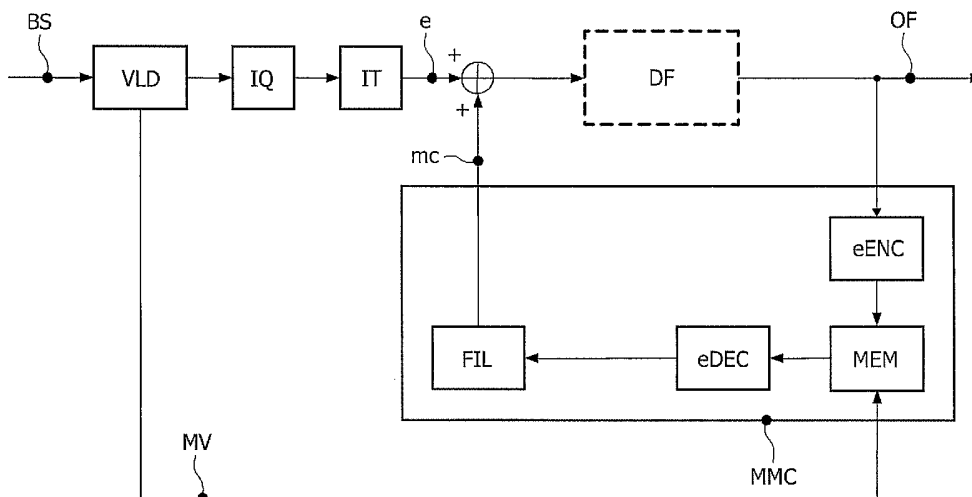 BS
e
OF
VLD
IQ
IT
+
DF
+
mc
eENC
FIL
eDEC
MEM
MV
MMC